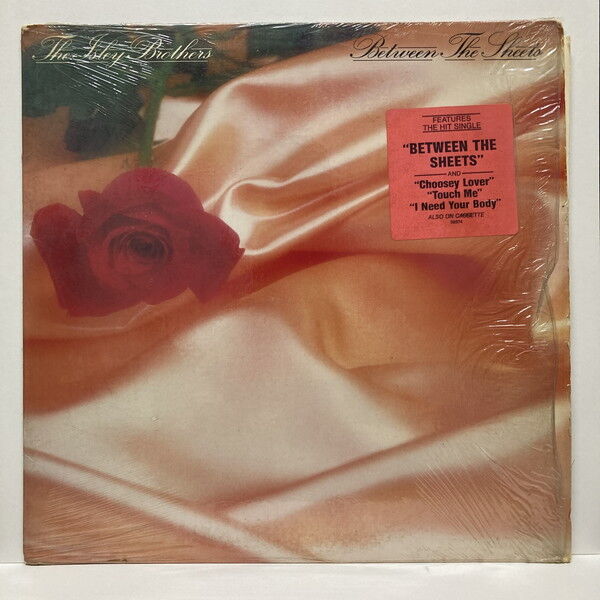 The Isley Brothers
Between The Sheets
FEATURES
THE HIT SINGLE
"BETWEEN THE
SHEETS"
AND
"Choosey Lover"
"Touch Me"
"I Need Your Body"
ALSO ON CASSETTE